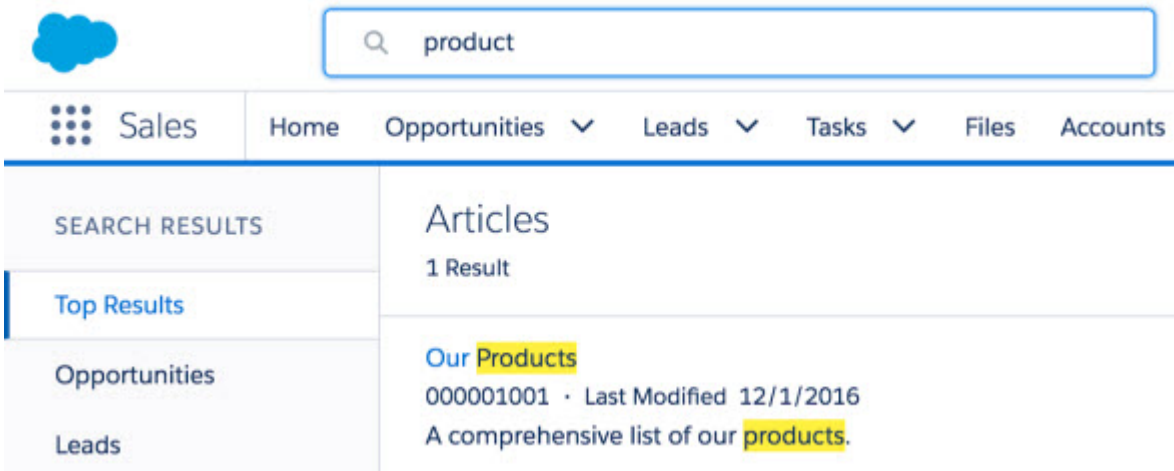 product
Sales Home Opportunities Leads Tasks Files Accounts
SEARCH RESULTS
Top Results
Opportunities
Leads
Articles
1 Result
Our Products
000001001 · Last Modified 12/1/2016
A comprehensive list of our products.